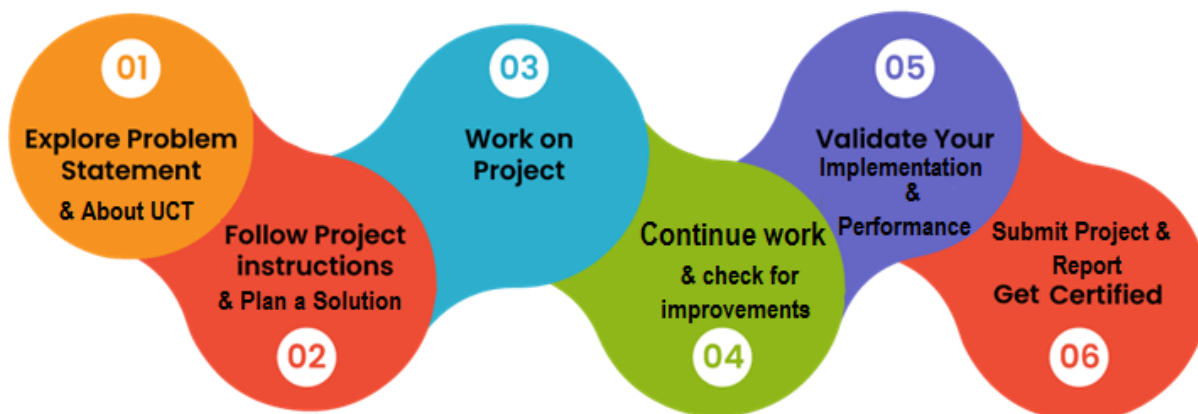 01
Explore Problem
Statement
& About UCT
Follow Project
instructions
& Plan a Solution
02
03
Work on
Project
Continue work
& check for
improvements
04
05
Validate Your
Implementation
&
Performance
Submit Project &
Report
Get Certified
06